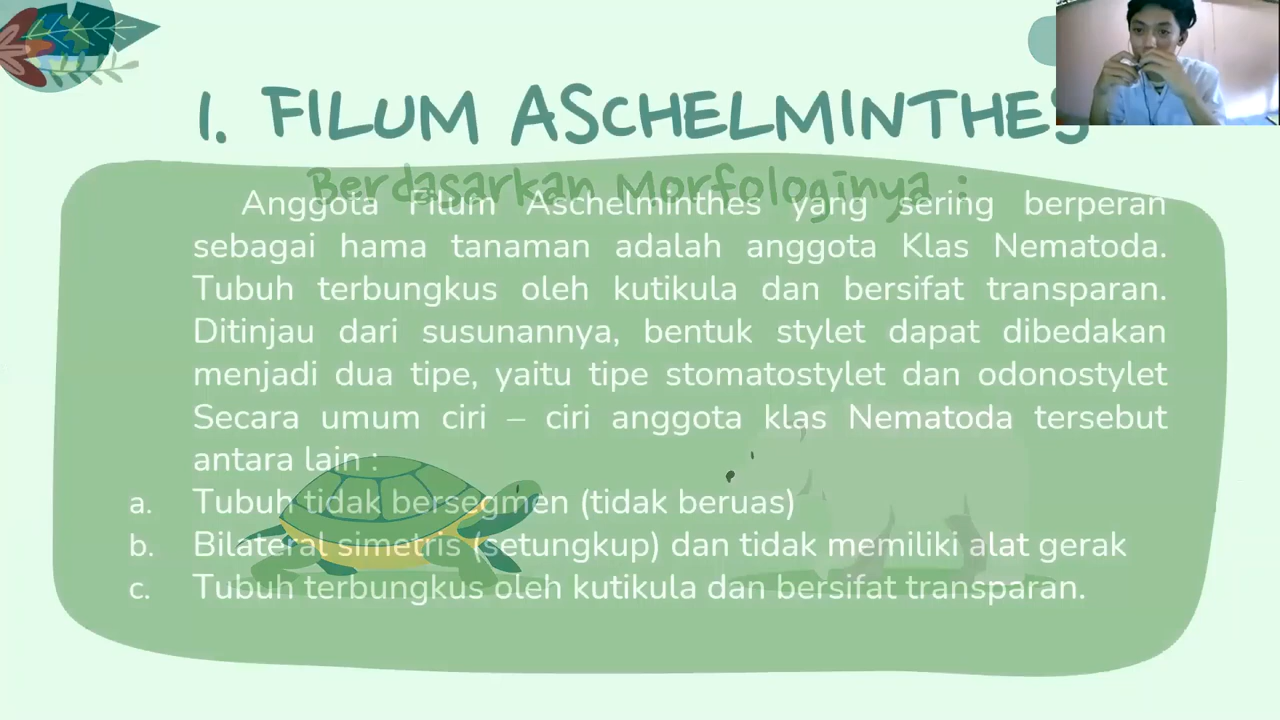 1. FILUM ASCHELMINTHES
Berdasarkan Morfologinya :
Anggota Filum Aschelminthes yang sering berperan
sebagai hama tanaman adalah anggota Klas Nematoda.
Tubuh terbungkus oleh kutikula dan bersifat transparan.
Ditinjau dari susunannya, bentuk stylet dapat dibedakan
menjadi dua tipe, yaitu tipe stomatostylet dan odonostylet
Secara umum ciri – ciri anggota klas Nematoda tersebut
antara lain :
a. Tubuh tidak bersegmen (tidak beruas)
b. Bilateral simetris (setungkup) dan tidak memiliki alat gerak
c. Tubuh terbungkus oleh kutikula dan bersifat transparan.